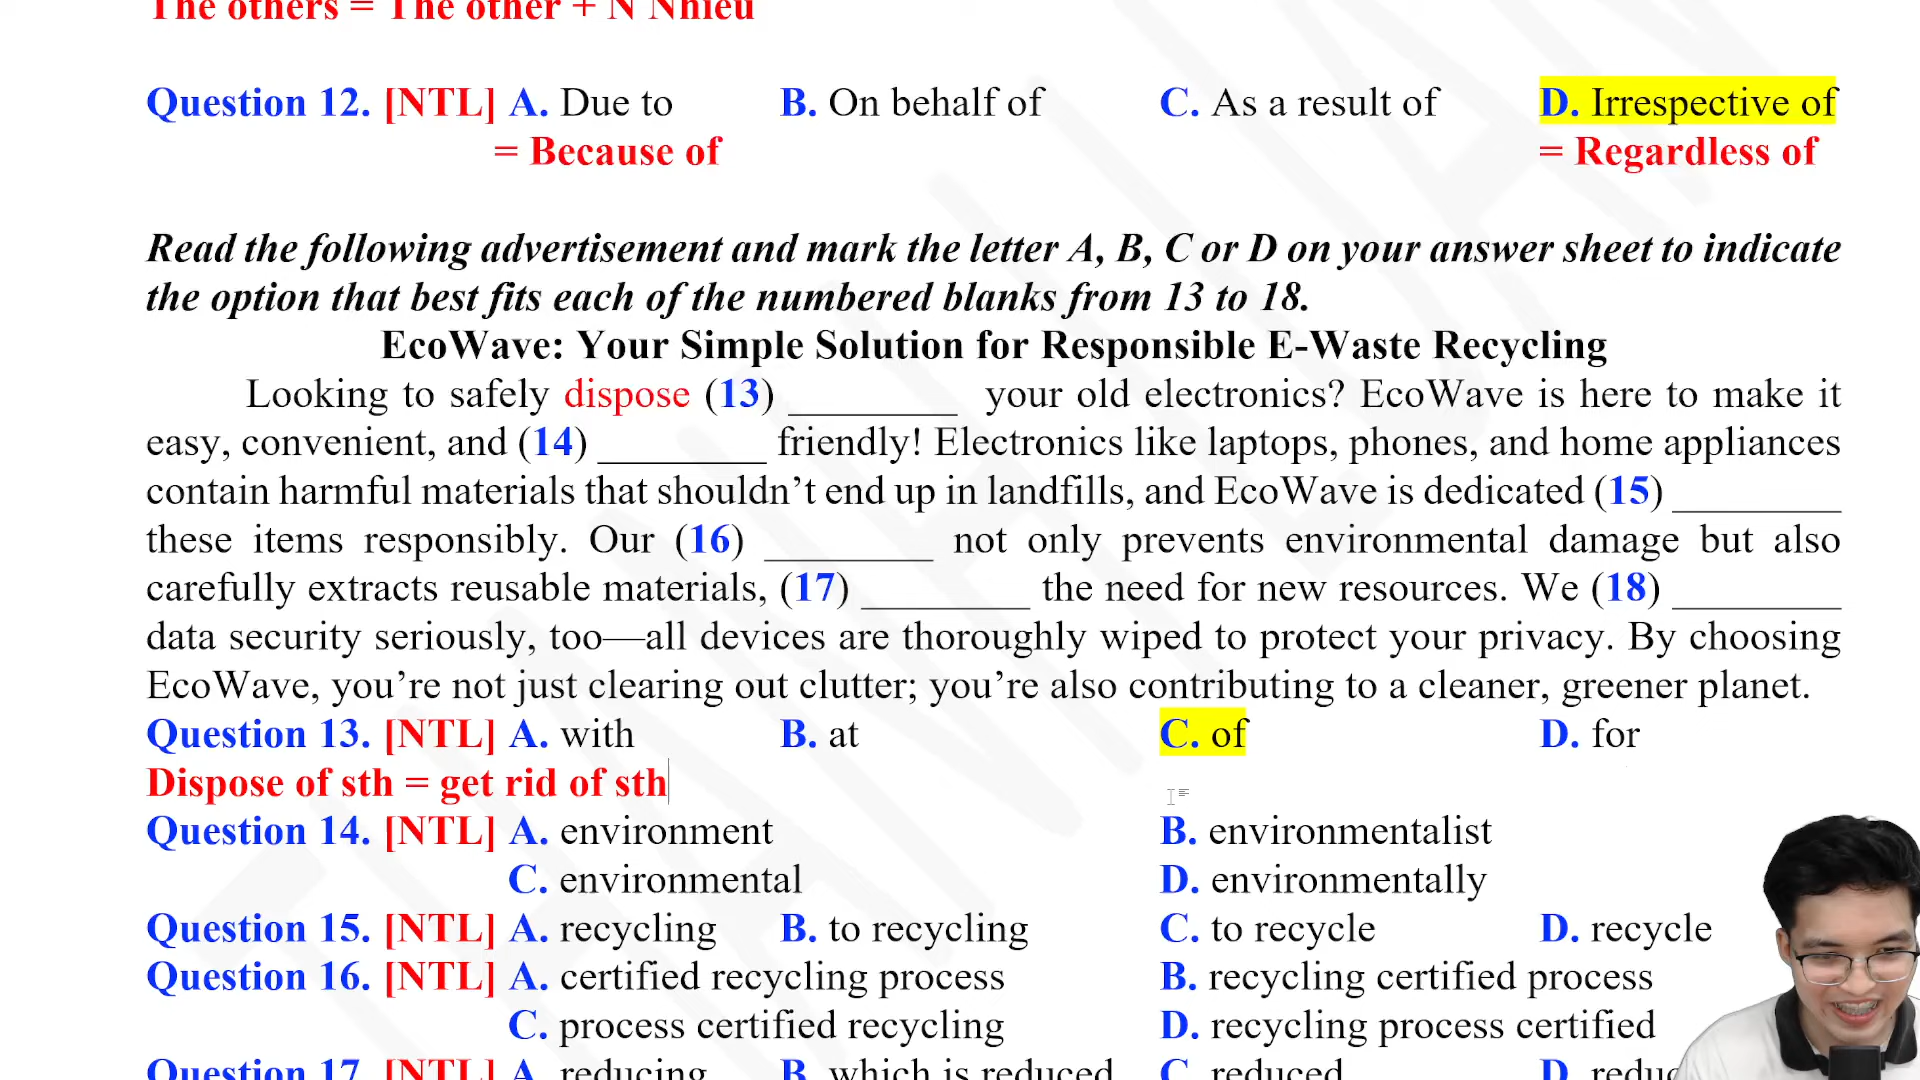 The others = The other + N Nhiều
Question 12. [NTL] A. Due to B. On behalf of C. As a result of D. Irrespective of
= Because of = Regardless of
Read the following advertisement and mark the letter A, B, C or D on your answer sheet to indicate
the option that best fits each of the numbered blanks from 13 to 18.
EcoWave: Your Simple Solution for Responsible E-Waste Recycling
Looking to safely dispose (13) ________ your old electronics? EcoWave is here to make it
easy, convenient, and (14) ________ friendly! Electronics like laptops, phones, and home appliances
contain harmful materials that shouldn’t end up in landfills, and EcoWave is dedicated (15) ________
these items responsibly. Our (16) ________ not only prevents environmental damage but also
carefully extracts reusable materials, (17) ________ the need for new resources. We (18) ________
data security seriously, too—all devices are thoroughly wiped to protect your privacy. By choosing
EcoWave, you’re not just clearing out clutter; you’re also contributing to a cleaner, greener planet.
Question 13. [NTL] A. with B. at C. of D. for
Dispose of sth = get rid of sth
Question 14. [NTL] A. environment B. environmentalist
C. environmental D. environmentally
Question 15. [NTL] A. recycling B. to recycling C. to recycle D. recycle
Question 16. [NTL] A. certified recycling process B. recycling certified process
C. process certified recycling D. recycling process certified
Question 17. [NTL] A. reducing B. which is reduced C. reduced D.